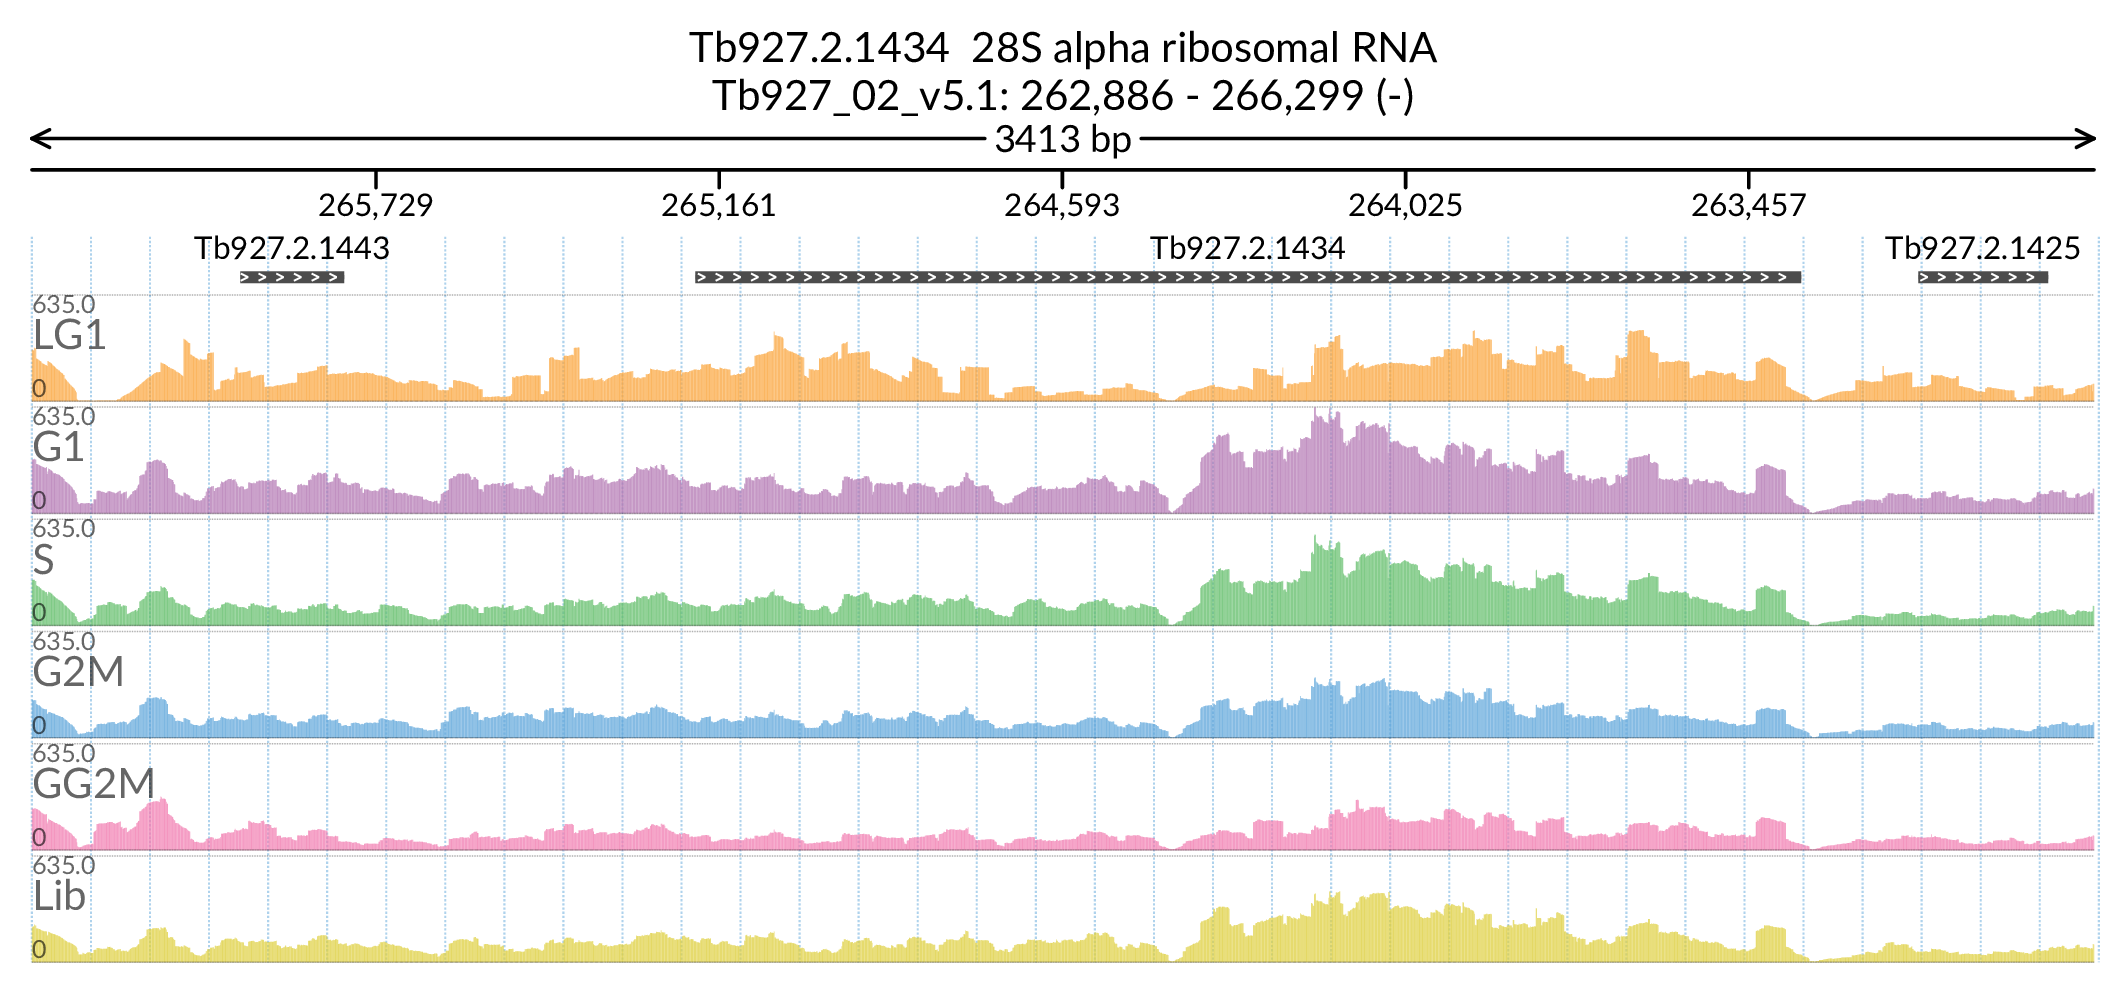 Tb927.2.1434  28S alpha ribosomal RNA
Tb927_02_v5.1: 262,886 - 266,299 (-)
3413 bp
265,729 265,161 264,593 264,025 263,457
Tb927.2.1443 Tb927.2.1434 Tb927.2.1425
635.0
LG1
0
635.0
G1
0
635.0
S
0
635.0
G2M
0
635.0
GG2M
0
635.0
Lib
0